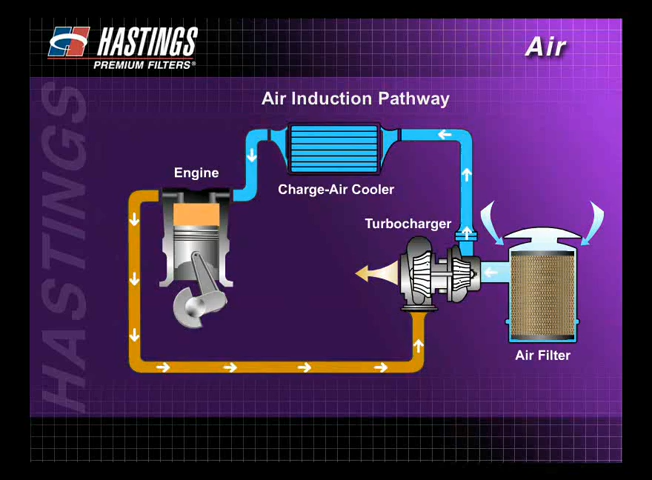 HASTINGS
PREMIUM FILTERS®
Air
HASTINGS
Air Induction Pathway
Engine
Charge-Air Cooler
Turbocharger
Air Filter